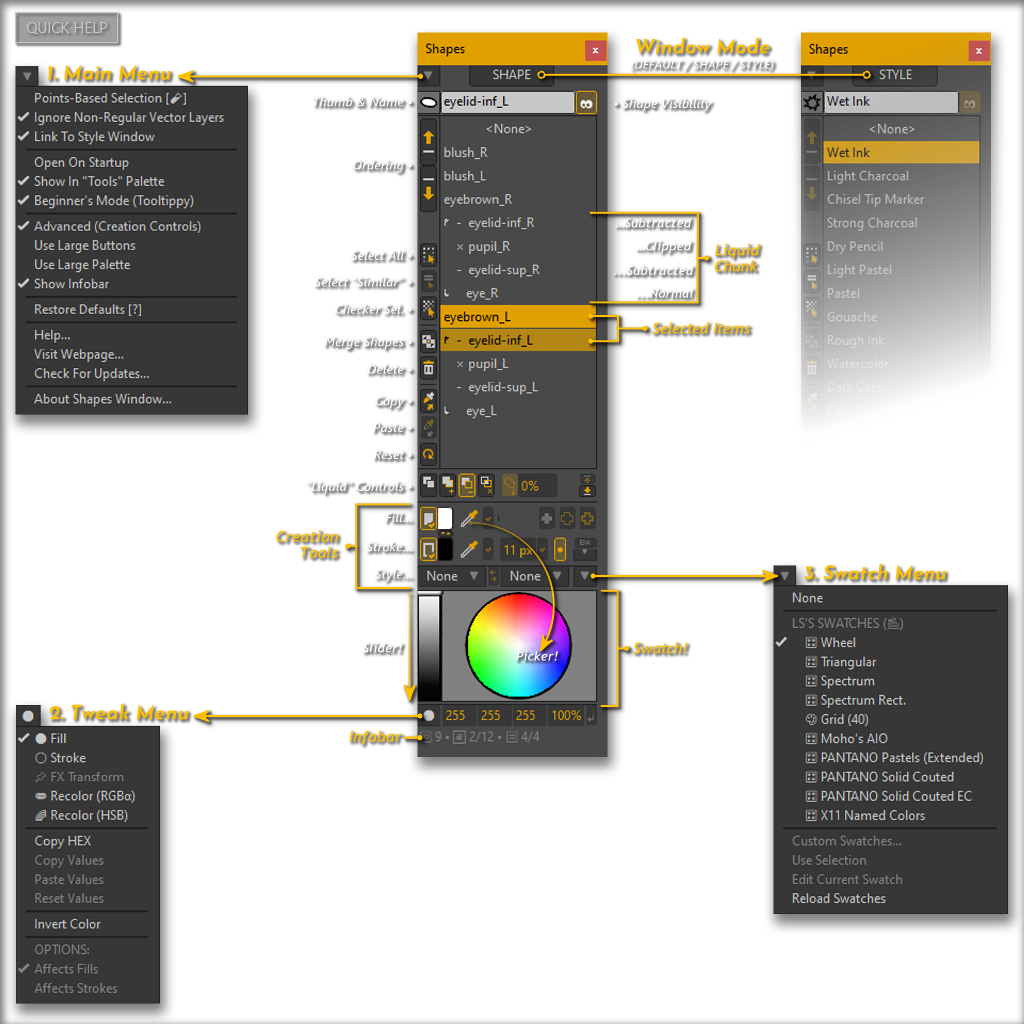 QUICK HELP
1. Main Menu
Points-Based Selection []
Ignore Non-Regular Vector Layers
Link To Style Window
Open On Startup
Show In "Tools" Palette
Beginner's Mode (Tooltippy)
Advanced (Creation Controls)
Use Large Buttons
Use Large Palette
Show Infobar
Restore Defaults [?]
Help...
Visit Webpage...
Check For Updates...
About Shapes Window...
Shapes
x
SHAPE
Window Mode
(DEFAULT / SHAPE / STYLE)
Thumb & Name
eyelid-inf_L
Shape Visibility
<None>
blush_R
Ordering
blush_L
eyebrown_R
- eyelid-inf_R
...Subtracted
× pupil_R
...Clipped
Select All
- eyelid-sup_R
...Subtracted
Select "Similar"
eye_R
...Normal
Liquid
Chunk
Checker Sel.
eyebrown_L
Selected Items
Merge Shapes
- eyelid-inf_L
Delete
× pupil_L
- eyelid-sup_L
Copy
eye_L
Paste
Reset
"Liquid" Controls
0%
Creation
Tools
Fill...
Stroke...
11 px
Br.
Style...
None
None
Slider!
Picker!
Swatch!
255
255
255
100%
Infobar
9 • # 2/12 • 4/4
Shapes
x
STYLE
Wet Ink
<None>
Wet Ink
Light Charcoal
Chisel Tip Marker
Strong Charcoal
Dry Pencil
Light Pastel
Pastel
Gouache
Rough Ink
Watercolor
Dark Core
2. Tweak Menu
Fill
Stroke
FX Transform
Recolor (RGBα)
Recolor (HSB)
Copy HEX
Copy Values
Paste Values
Reset Values
Invert Color
OPTIONS:
Affects Fills
Affects Strokes
3. Swatch Menu
None
LS'S SWATCHES ()
Wheel
Triangular
Spectrum
Spectrum Rect.
Grid (40)
Moho's AIO
PANTANO Pastels (Extended)
PANTANO Solid Couted
PANTANO Solid Couted EC
X11 Named Colors
Custom Swatches...
Use Selection
Edit Current Swatch
Reload Swatches